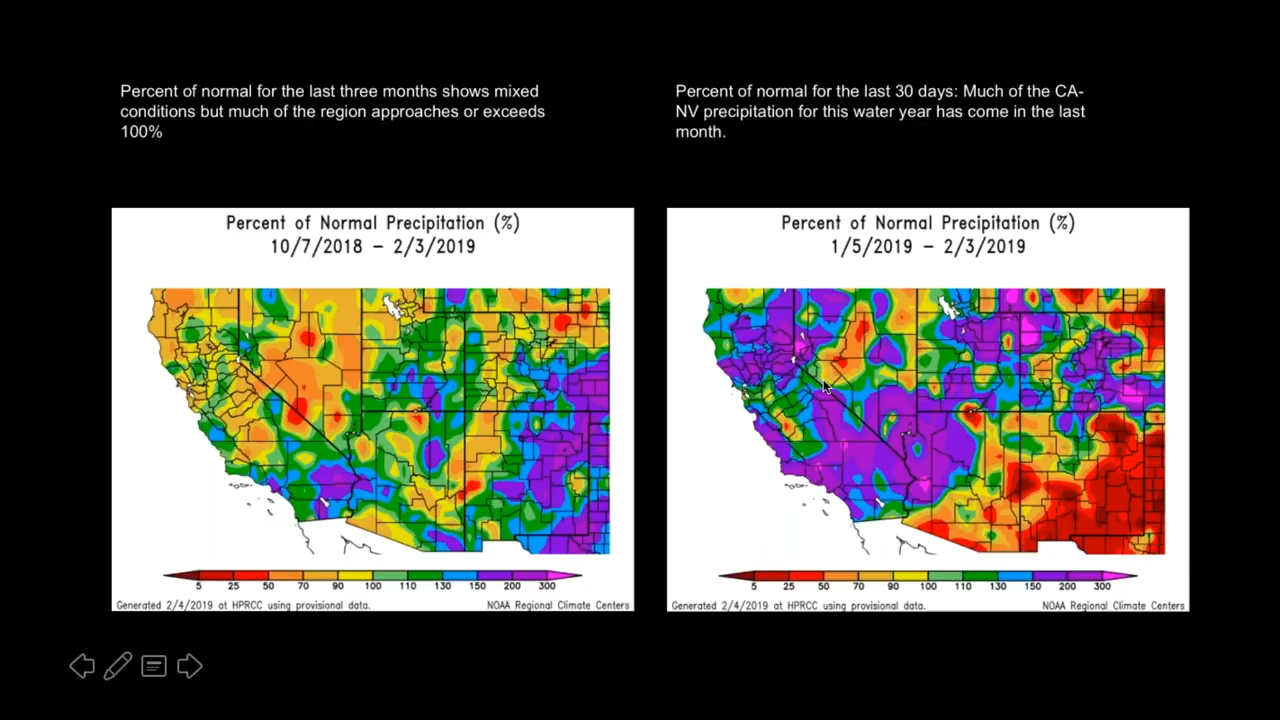 Percent of normal for the last three months shows mixed
conditions but much of the region approaches or exceeds
100%
Percent of normal for the last 30 days: Much of the CA-
NV precipitation for this water year has come in the last
month.
Percent of Normal Precipitation (%)
10/7/2018 – 2/3/2019
5 25 50 70 90 100 110 130 150 200 300
Generated 2/4/2019 at HPRCC using provisional data.
NOAA Regional Climate Centers
Percent of Normal Precipitation (%)
1/5/2019 – 2/3/2019
5 25 50 70 90 100 110 130 150 200 300
Generated 2/4/2019 at HPRCC using provisional data.
NOAA Regional Climate Centers